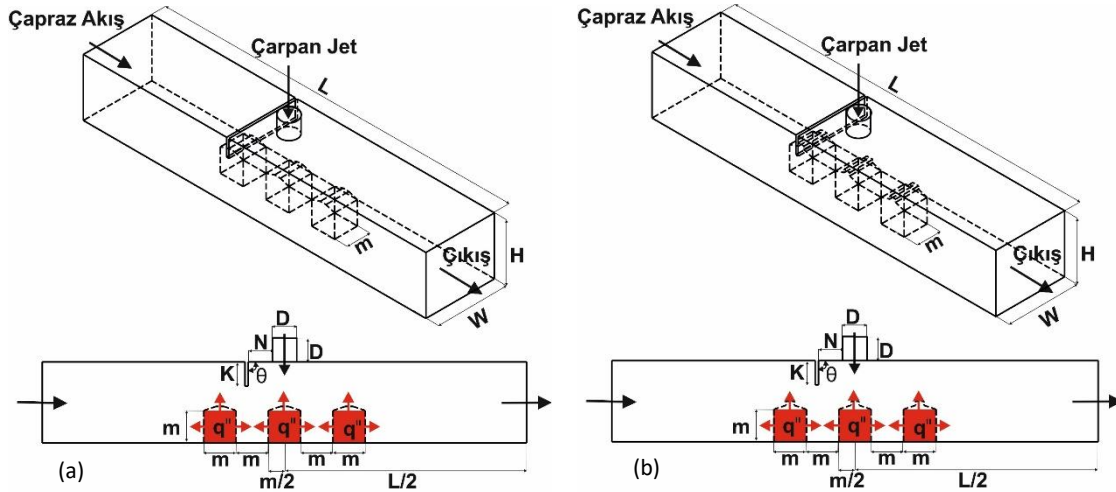 Çapraz Akış
Çarpan Jet
L
m
Çıkış
H
W
D
N
D
K
θ
m
q"
q"
q"
m
m
m
m
m/2
L/2
(a)
Çapraz Akış
Çarpan Jet
L
m
Çıkış
H
W
D
N
D
K
θ
m
q"
q"
q"
m
m
m
m
m/2
L/2
(b)